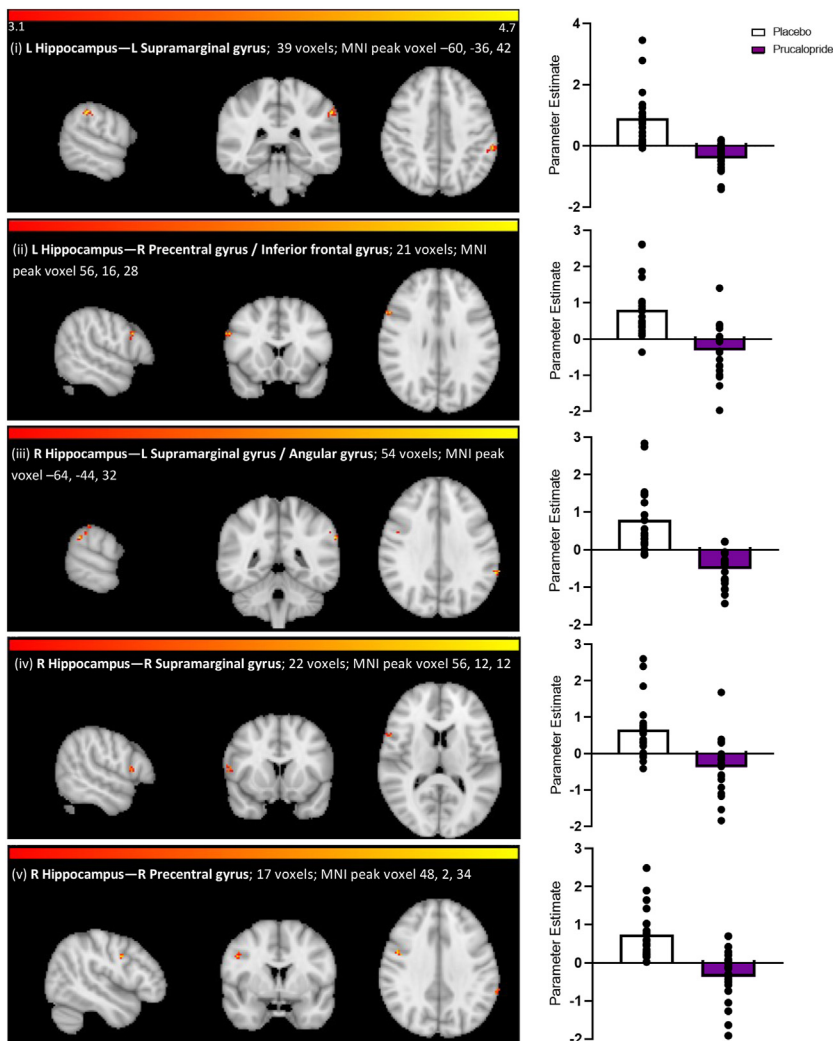 3.1 4.7
(i) L Hippocampus—L Supramarginal gyrus; 39 voxels; MNI peak voxel –60, -36, 42
4
2
0
-2
Parameter Estimate
Placebo
Prucalopride
(ii) L Hippocampus—R Precentral gyrus / Inferior frontal gyrus; 21 voxels; MNI
peak voxel 56, 16, 28
3
2
1
0
-1
-2
Parameter Estimate
(iii) R Hippocampus—L Supramarginal gyrus / Angular gyrus; 54 voxels; MNI peak
voxel –64, -44, 32
3
2
1
0
-1
-2
Parameter Estimate
(iv) R Hippocampus—R Supramarginal gyrus; 22 voxels; MNI peak voxel 56, 12, 12
3
2
1
0
-1
-2
Parameter Estimate
(v) R Hippocampus—R Precentral gyrus; 17 voxels; MNI peak voxel 48, 2, 34
3
2
1
0
-1
-2
Parameter Estimate